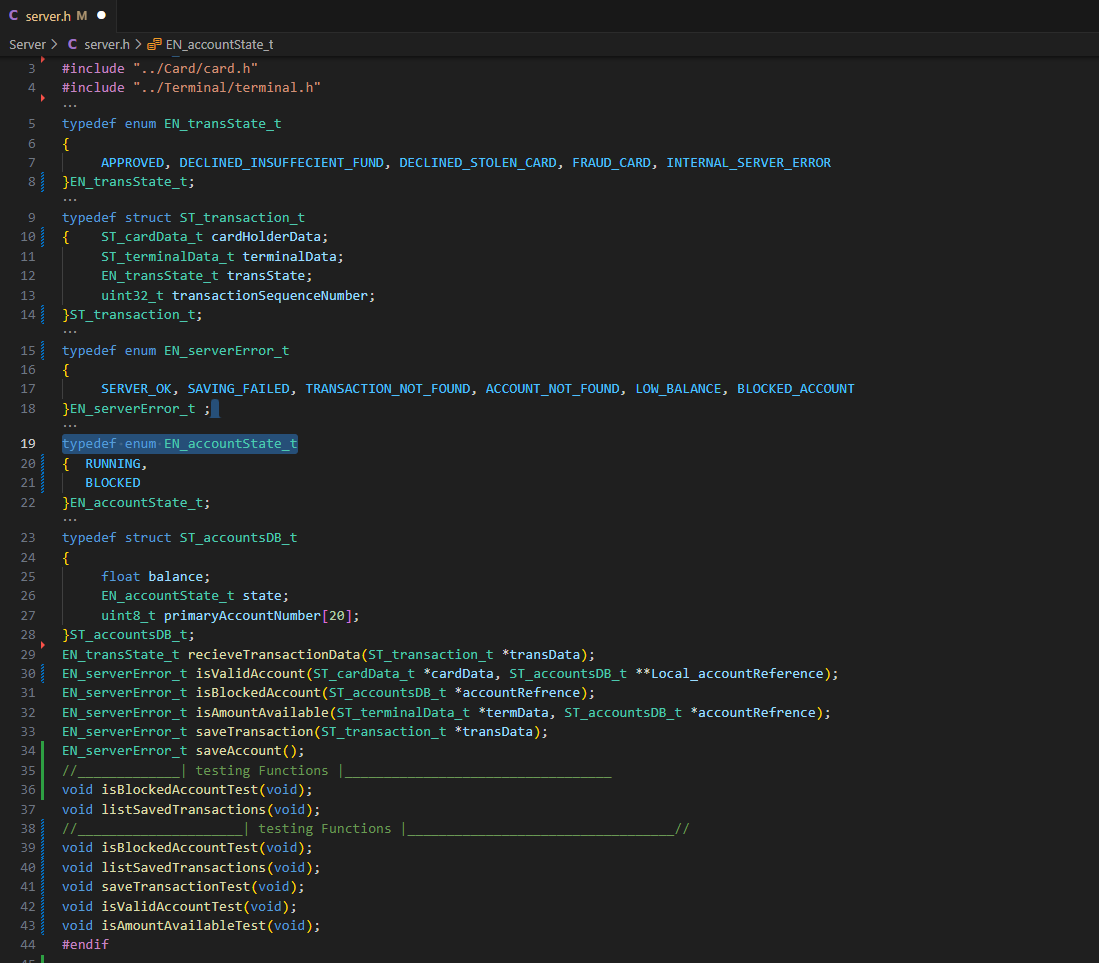 C server.h M ●
Server > C server.h > EN_accountState_t
3 #include "../Card/card.h"
4 #include "../Terminal/terminal.h"
...
5 typedef enum EN_transState_t
6 {
7 APPROVED, DECLINED_INSUFFECIENT_FUND, DECLINED_STOLEN_CARD, FRAUD_CARD, INTERNAL_SERVER_ERROR
8 }EN_transState_t;
...
9 typedef struct ST_transaction_t
10 {    ST_cardData_t cardHolderData;
11 ST_terminalData_t terminalData;
12 EN_transState_t transState;
13 uint32_t transactionSequenceNumber;
14 }ST_transaction_t;
...
15 typedef enum EN_serverError_t
16 {
17 SERVER_OK, SAVING_FAILED, TRANSACTION_NOT_FOUND, ACCOUNT_NOT_FOUND, LOW_BALANCE, BLOCKED_ACCOUNT
18 }EN_serverError_t ;
...
19 typedef enum EN_accountState_t
20 {  RUNNING,
21 BLOCKED
22 }EN_accountState_t;
...
23 typedef struct ST_accountsDB_t
24 {
25 float balance;
26 EN_accountState_t state;
27 uint8_t primaryAccountNumber[20];
28 }ST_accountsDB_t;
29 EN_transState_t recieveTransactionData(ST_transaction_t *transData);
30 EN_serverError_t isValidAccount(ST_cardData_t *cardData, ST_accountsDB_t **Local_accountReference);
31 EN_serverError_t isBlockedAccount(ST_accountsDB_t *accountRefrence);
32 EN_serverError_t isAmountAvailable(ST_terminalData_t *termData, ST_accountsDB_t *accountRefrence);
33 EN_serverError_t saveTransaction(ST_transaction_t *transData);
34 EN_serverError_t saveAccount();
35 //_____________| testing Functions |__________________________________
36 void isBlockedAccountTest(void);
37 void listSavedTransactions(void);
38 //_____________________| testing Functions |__________________________________//
39 void isBlockedAccountTest(void);
40 void listSavedTransactions(void);
41 void saveTransactionTest(void);
42 void isValidAccountTest(void);
43 void isAmountAvailableTest(void);
44 #endif
45